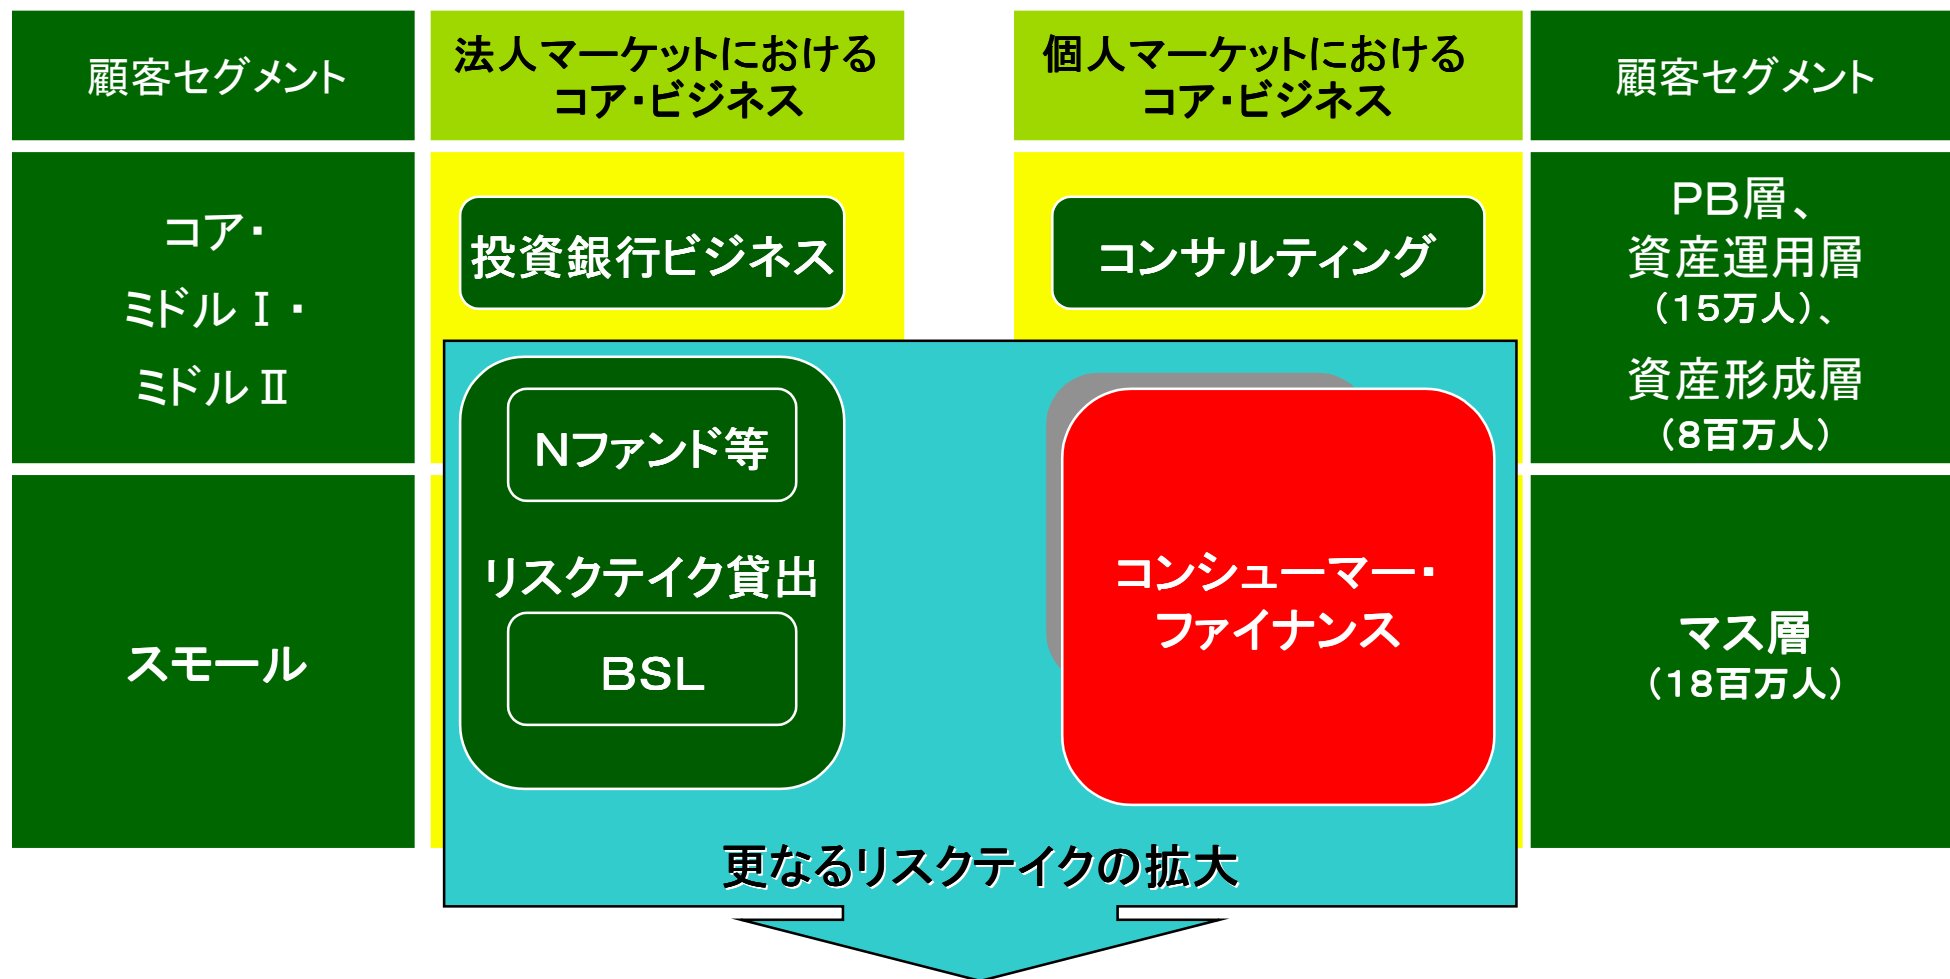 顧客セグメント
法人マーケットにおける
コア・ビジネス
個人マーケットにおける
コア・ビジネス
顧客セグメント
コア・
ミドルⅠ・
ミドルⅡ
投資銀行ビジネス
コンサルティング
PB層、
資産運用層
(15万人)、
資産形成層
(8百万人)
Nファンド等
リスクテイク貸出
BSL
コンシューマー・
ファイナンス
スモール
マス層
(18百万人)
更なるリスクテイクの拡大